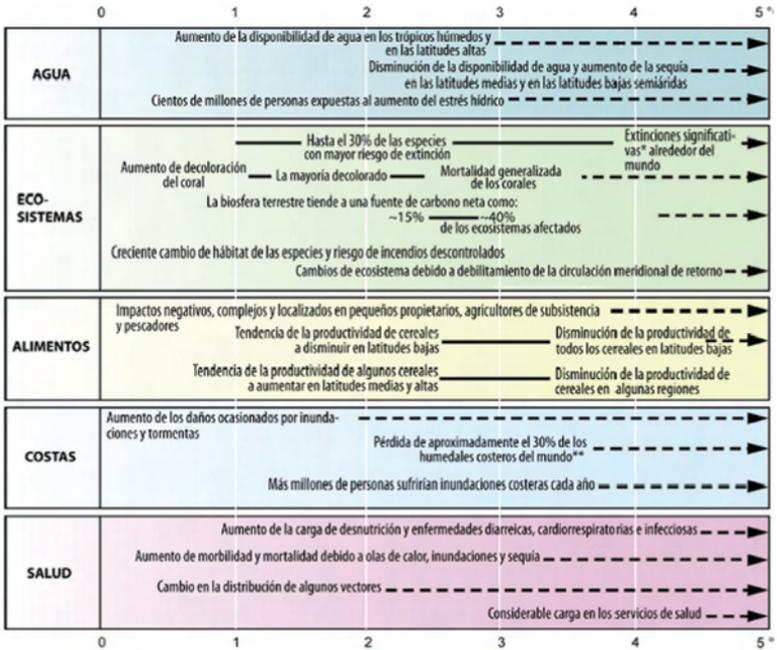 0 1 2 3 4 5 °
AGUA
Aumento de la disponibilidad de agua en los trópicos húmedos y
en las latitudes altas
Disminución de la disponibilidad de agua y aumento de la sequía
en las latitudes medias y en las latitudes bajas semiáridas
Cientos de millones de personas expuestas al aumento del estrés hídrico
ECO-
SISTEMAS
Hasta el 30% de las especies
con mayor riesgo de extinción
Extinciones significati-
vas* alrededor del
mundo
Aumento de decoloración
del coral
La mayoría decolorado
Mortalidad generalizada
de los corales
La biosfera terrestre tiende a una fuente de carbono neta como:
~15% ~40%
de los ecosistemas afectados
Creciente cambio de hábitat de las especies y riesgo de incendios descontrolados
Cambios de ecosistema debido a debilitamiento de la circulación meridional de retorno
ALIMENTOS
Impactos negativos, complejos y localizados en pequeños propietarios, agricultores de subsistencia
y pescadores
Tendencia de la productividad de cereales
a disminuir en latitudes bajas
Disminución de la productividad de
todos los cereales en latitudes bajas
Tendencia de la productividad de algunos cereales
a aumentar en latitudes medias y altas
Disminución de la productividad de
cereales en algunas regiones
COSTAS
Aumento de los daños ocasionados por inunda-
ciones y tormentas
Pérdida de aproximadamente el 30% de los
humedales costeros del mundo**
Más millones de personas sufrirían inundaciones costeras cada año
SALUD
Aumento de la carga de desnutrición y enfermedades diarreicas, cardiorrespiratorias e infecciosas
Aumento de morbilidad y mortalidad debido a olas de calor, inundaciones y sequía
Cambio en la distribución de algunos vectores
Considerable carga en los servicios de salud
0 1 2 3 4 5 °